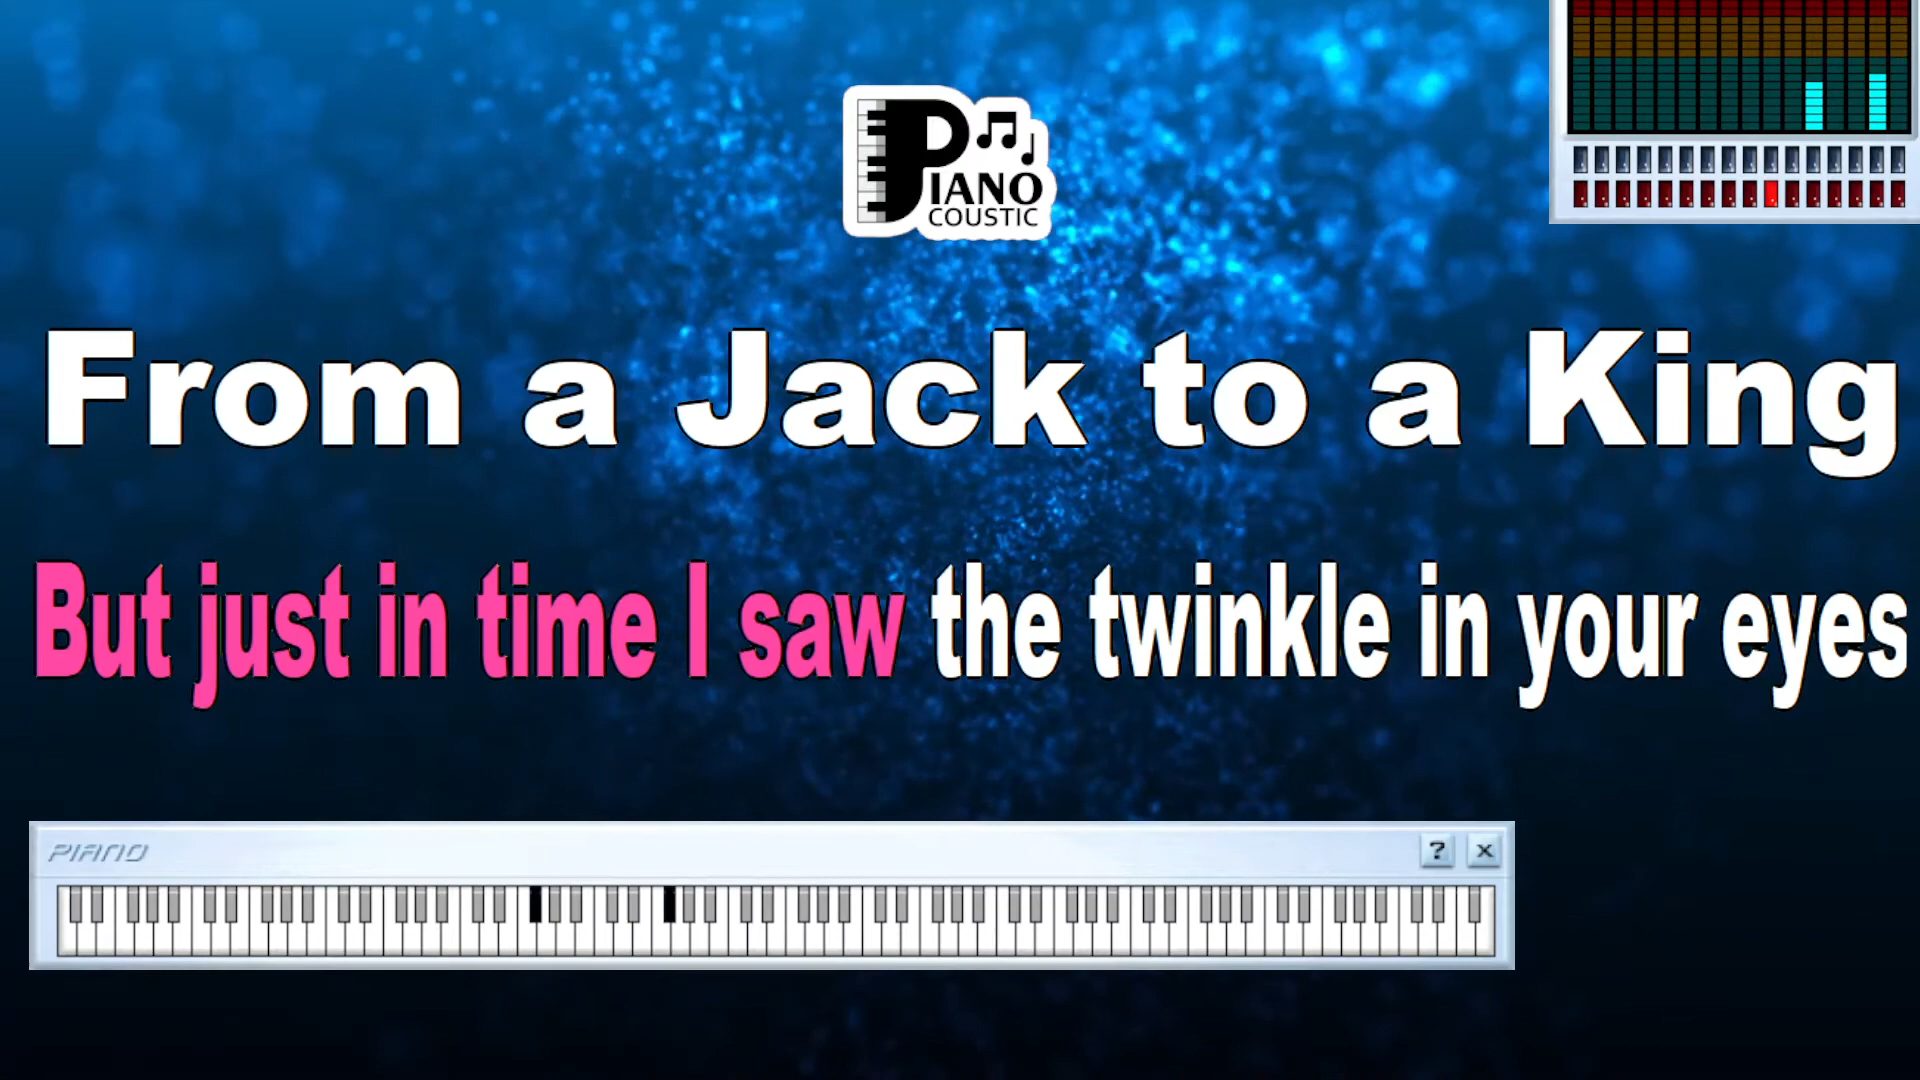 PIANO
COUSTIC
From a Jack to a King
But just in time I saw the twinkle in your eyes
PIANO
?
x